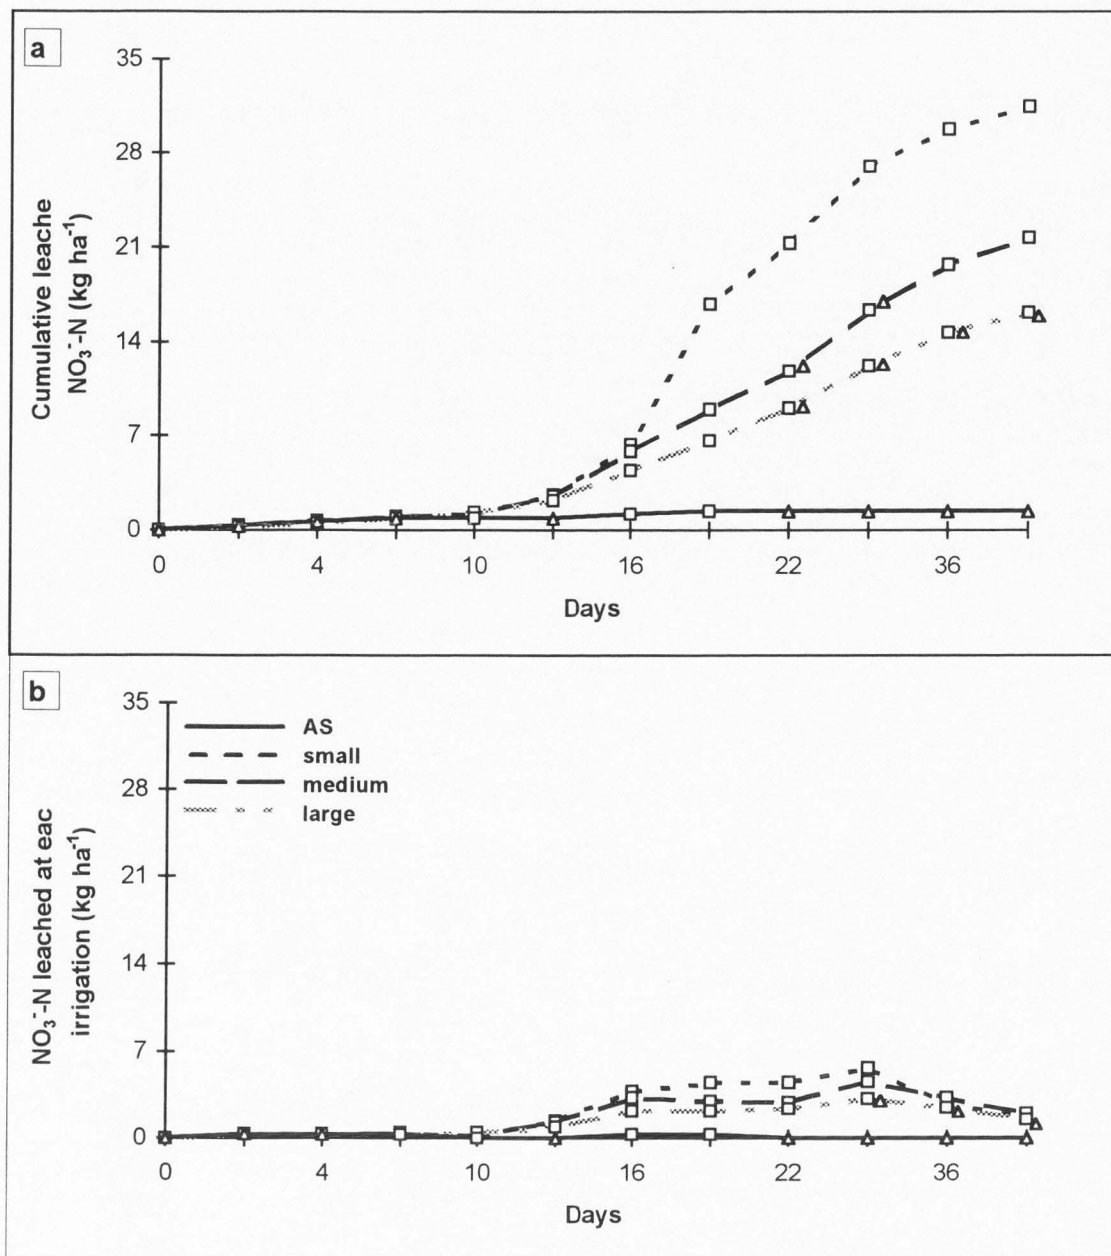 a
35
28
21
14
7
0
Cumulative leache
NO₃⁻-N (kg ha⁻¹)
0 4 10 16 22 36
Days
b
35
28
21
14
7
0
NO₃⁻-N leached at eac
irrigation (kg ha⁻¹)
AS
small
medium
large
0 4 10 16 22 36
Days